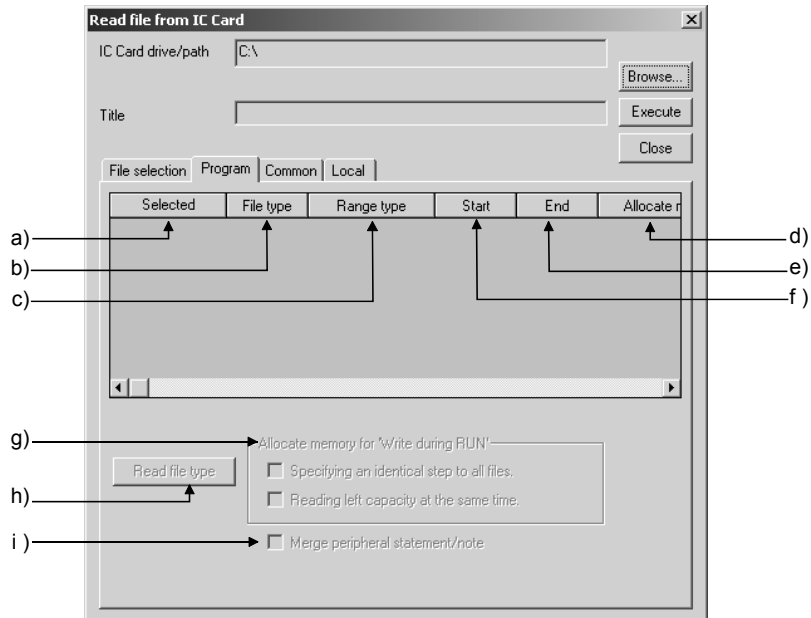 Read file from IC Card
IC Card drive/path C:\
Browse...
Title Execute
Close
File selection Program Common Local
Selected File type Range type Start End Allocate r
a) d)
b) e)
c) f )
g) Allocate memory for 'Write during RUN'
Read file type Specifying an identical step to all files.
h) Reading left capacity at the same time.
i ) Merge peripheral statement/note